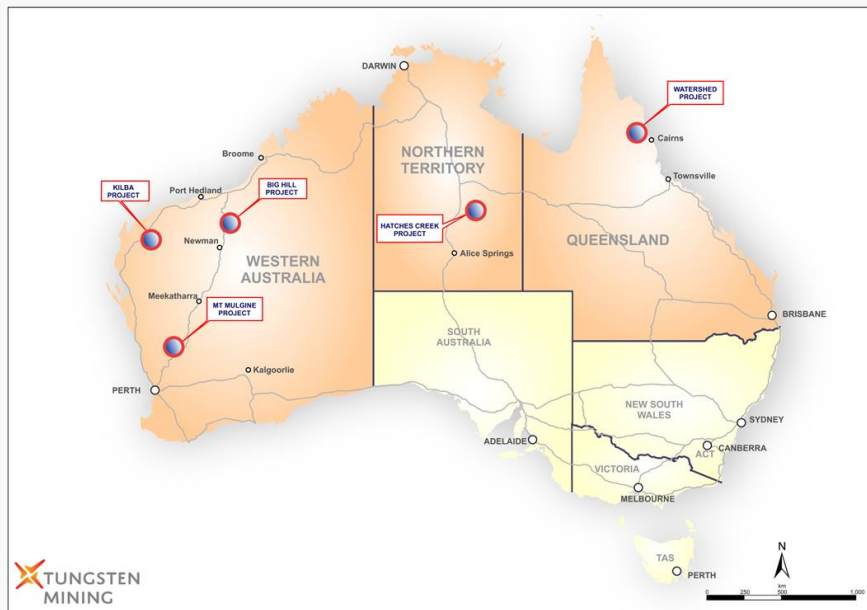 DARWIN
WATERSHED
PROJECT
Cairns
Broome
NORTHERN
TERRITORY
Townsville
KILBA
PROJECT
Port Hedland
BIG HILL
PROJECT
HATCHES CREEK
PROJECT
Newman
QUEENSLAND
Alice Springs
WESTERN
AUSTRALIA
Meekatharra
MT MULGINE
PROJECT
BRISBANE
SOUTH
AUSTRALIA
Kalgoorlie
PERTH
NEW SOUTH
WALES
SYDNEY
ADELAIDE
ACT
CANBERRA
VICTORIA
MELBOURNE
TAS
PERTH
N
km
0 250 500 1,000
TUNGSTEN
MINING